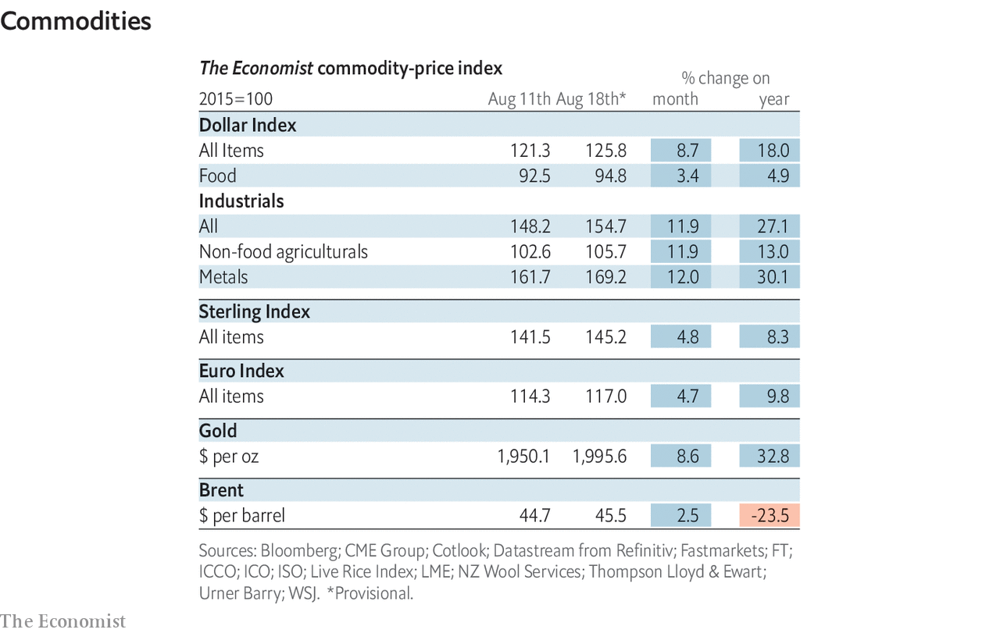 Commodities
The Economist commodity-price index
% change on
2015=100 Aug 11th Aug 18th* month year
Dollar Index
All Items 121.3 125.8 8.7 18.0
Food 92.5 94.8 3.4 4.9
Industrials
All 148.2 154.7 11.9 27.1
Non-food agriculturals 102.6 105.7 11.9 13.0
Metals 161.7 169.2 12.0 30.1
Sterling Index
All items 141.5 145.2 4.8 8.3
Euro Index
All items 114.3 117.0 4.7 9.8
Gold
$ per oz 1,950.1 1,995.6 8.6 32.8
Brent
$ per barrel 44.7 45.5 2.5 -23.5
Sources: Bloomberg; CME Group; Cotlook; Datastream from Refinitiv; Fastmarkets; FT;
ICCO; ICO; ISO; Live Rice Index; LME; NZ Wool Services; Thompson Lloyd & Ewart;
Urner Barry; WSJ. *Provisional.
The Economist